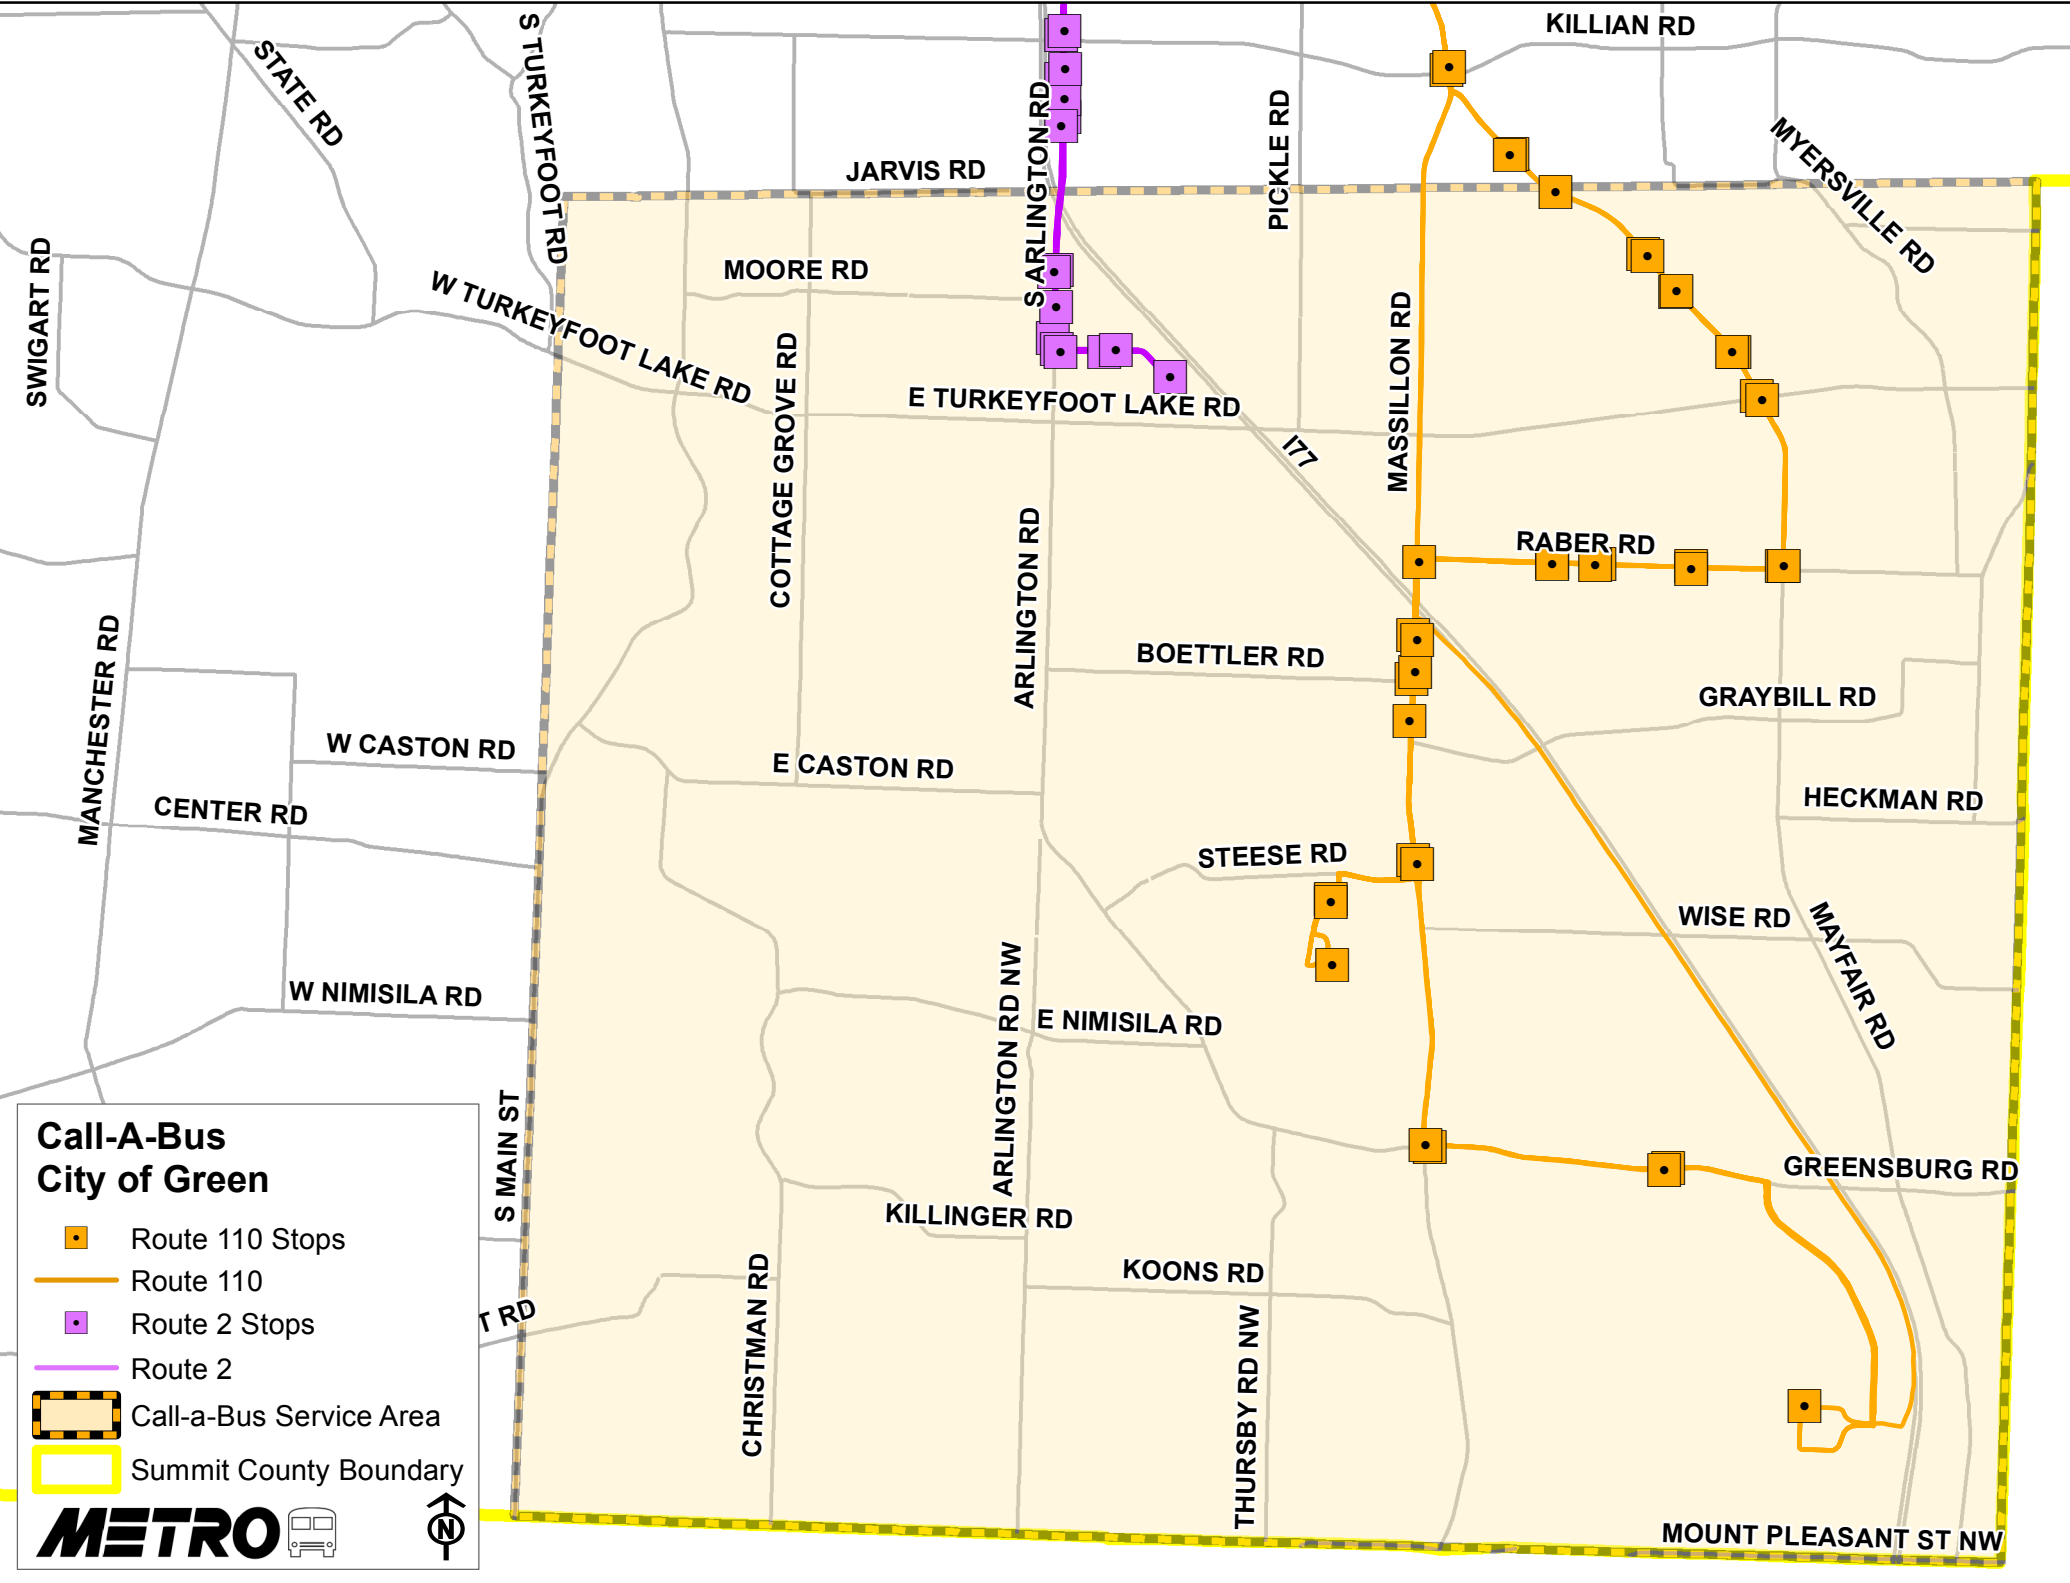 KILLIAN RD
STATE RD
S TURKEYFOOT RD
S ARLINGTON RD
PICKLE RD
MYERSVILLE RD
JARVIS RD
SWIGART RD
MOORE RD
W TURKEYFOOT LAKE RD
COTTAGE GROVE RD
MASSILLON RD
E TURKEYFOOT LAKE RD
I77
ARLINGTON RD
RABER RD
MANCHESTER RD
BOETTLER RD
GRAYBILL RD
W CASTON RD
E CASTON RD
CENTER RD
HECKMAN RD
STEESE RD
WISE RD
MAYFAIR RD
W NIMISILA RD
ARLINGTON RD NW
E NIMISILA RD
S MAIN ST
GREENSBURG RD
KILLINGER RD
CHRISTMAN RD
KOONS RD
THURSBY RD NW
T RD
MOUNT PLEASANT ST NW
Call-A-Bus
City of Green
Route 110 Stops
Route 110
Route 2 Stops
Route 2
Call-a-Bus Service Area
Summit County Boundary
METRO
N